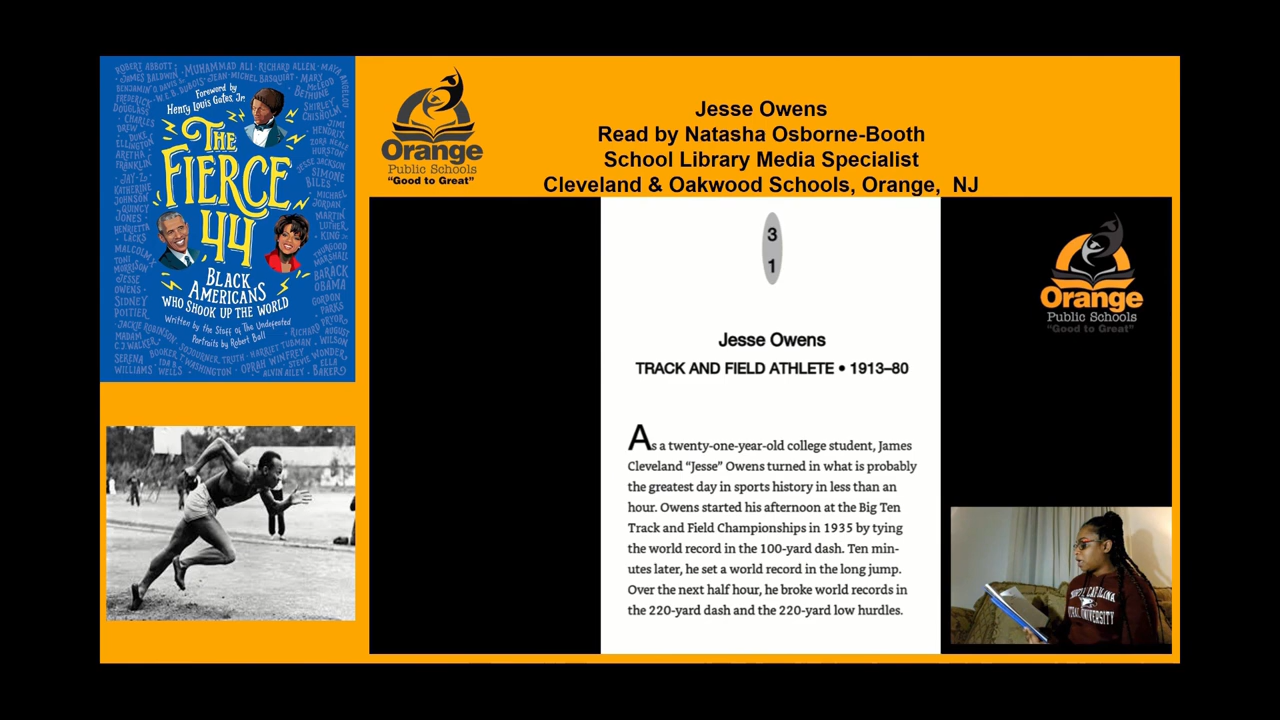 ROBERT ABBOTT · MUHAMMAD ALI · RICHARD ALLEN · MAYA ANGELOU
JAMES BALDWIN · JEAN-MICHEL BASQUIAT · MARY McLEOD BETHUNE
BENJAMIN O. DAVIS
W.E.B. DUBOIS
FREDERICK DOUGLASS
CHARLES DREW
DUKE ELLINGTON
ARETHA FRANKLIN
JAY-Z
KATHERINE JOHNSON
QUINCY JONES
HENRIETTA LACKS
MALCOLM X
TONI MORRISON
JESSE OWENS
SIDNEY POITIER
SHIRLEY CHISHOLM
JIMI HENDRIX
ZORA NEALE HURSTON
JESSE JACKSON
SIMONE BILES
MICHAEL JORDAN
MARTIN LUTHER KING
THURGOOD MARSHALL
BARACK OBAMA
GORDON PARKS
RICHARD PRYOR
Foreword by
Henry Louis Gates, Jr.
THE
FIERCE
44
BLACK
AMERICANS
WHO SHOOK UP THE WORLD
Written by the Staff of The Undefeated
Portraits by Robert Ball
JACKIE ROBINSON · SOJOURNER TRUTH · HARRIET TUBMAN
AUGUST WILSON
MADAM C.J. WALKER
BOOKER T. WASHINGTON · OPRAH WINFREY · STEVIE WONDER
SERENA WILLIAMS
IDA B. WELLS
ALVIN AILEY
ELLA BAKER
Orange
Public Schools
“Good to Great”
Jesse Owens
Read by Natasha Osborne-Booth
School Library Media Specialist
Cleveland & Oakwood Schools, Orange, NJ
3
1
Jesse Owens
TRACK AND FIELD ATHLETE • 1913–80
As a twenty-one-year-old college student, James
Cleveland “Jesse” Owens turned in what is probably
the greatest day in sports history in less than an
hour. Owens started his afternoon at the Big Ten
Track and Field Championships in 1935 by tying
the world record in the 100-yard dash. Ten min-
utes later, he set a world record in the long jump.
Over the next half hour, he broke world records in
the 220-yard dash and the 220-yard low hurdles.
Orange
Public Schools
"Good to Great"
CAROLINA
UNIVERSITY